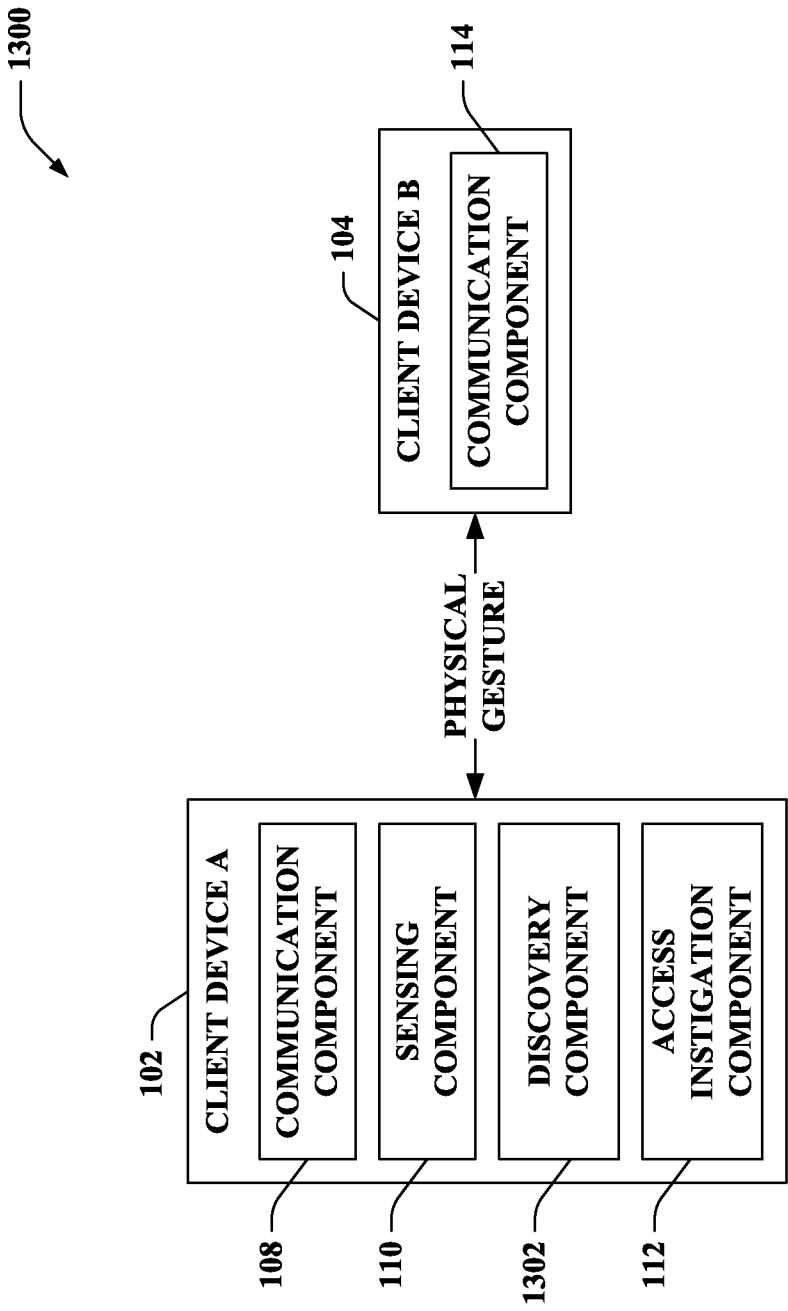 1300
102
CLIENT DEVICE A
108
COMMUNICATION
COMPONENT
110
SENSING
COMPONENT
1302
DISCOVERY
COMPONENT
112
ACCESS
INSTIGATION
COMPONENT
PHYSICAL
GESTURE
104
CLIENT DEVICE B
114
COMMUNICATION
COMPONENT